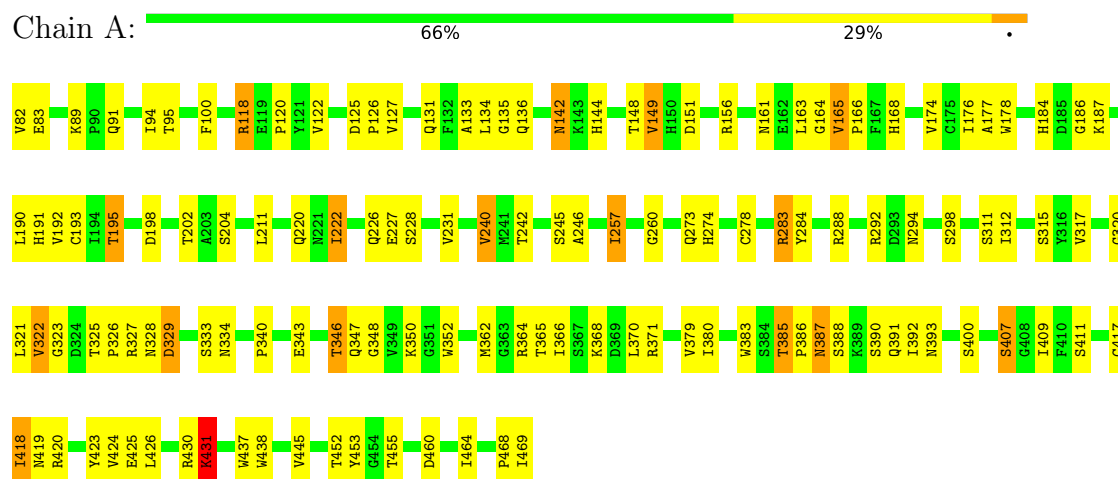 Chain A:
66% 29% •
V82 E83 K89 P90 Q91 I94 T95 F100 R118 E119 P120 Y121 V122 D125 P126 V127 Q131 F132 A133 L134 G135 Q136 N142 K143 H144 T148 V149 H150 D151 R156 N161 E162 L163 G164 V165 P166 F167 H168 V174 C175 I176 A177 W178 H184 D185 G186 K187
L190 H191 V192 C193 I194 T195 D198 T202 A203 S204 L211 Q220 N221 I222 Q226 E227 S228 V231 V240 M241 T242 S245 A246 I257 G260 Q273 H274 C278 R283 Y284 R288 R292 D293 N294 S298 S311 I312 S315 Y316 V317
L321 V322 G323 D324 T325 P326 R327 N328 D329 S333 N334 P340 E343 T346 Q347 G348 V349 K350 G351 W352 M362 G363 R364 T365 I366 S367 K368 D369 L370 R371 V379 I380 W383 S384 T385 P386 N387 S388 K389 S390 Q391 I392 N393 S400 S407 G408 I409 F410 S411
I418 N419 R420 Y423 V424 E425 L426 R430 K431 W437 W438 V445 T452 Y453 G454 T455 D460 I464 P468 I469